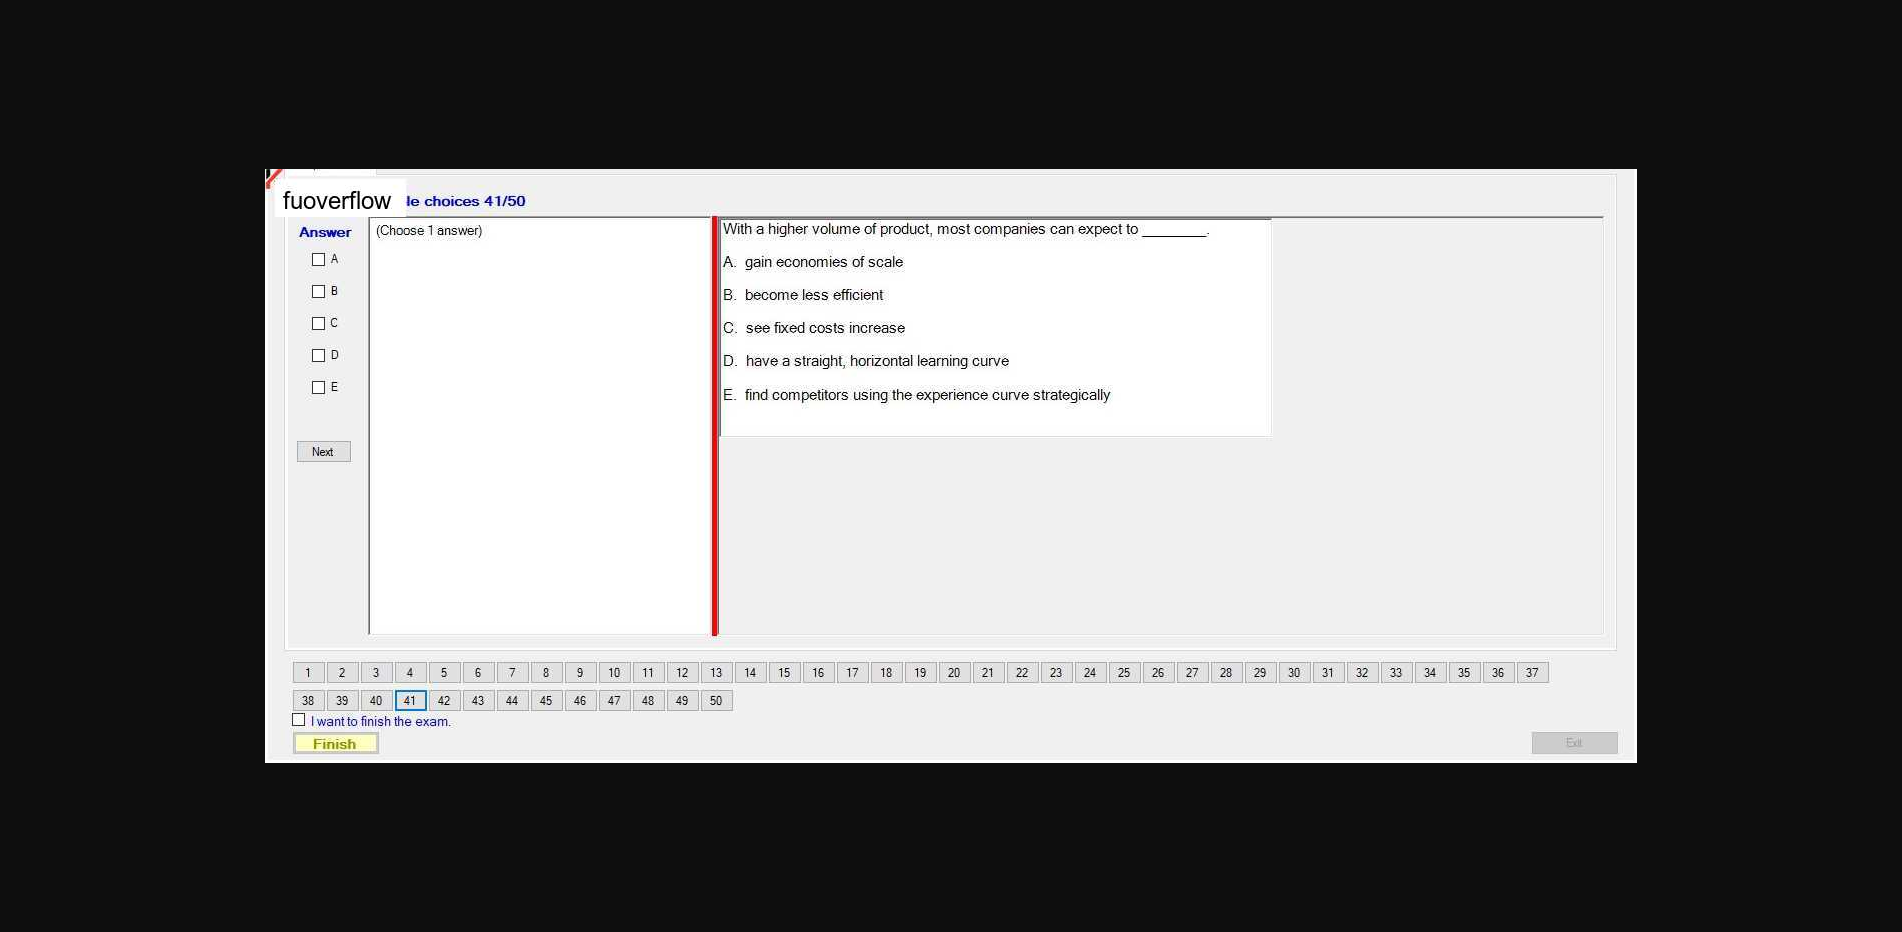 fuoverflow
le choices 41/50
Answer
(Choose 1 answer)
A
B
C
D
E
Next
With a higher volume of product, most companies can expect to ________.
A. gain economies of scale
B. become less efficient
C. see fixed costs increase
D. have a straight, horizontal learning curve
E. find competitors using the experience curve strategically
1 2 3 4 5 6 7 8 9 10 11 12 13 14 15 16 17 18 19 20 21 22 23 24 25 26 27 28 29 30 31 32 33 34 35 36 37
38 39 40 41 42 43 44 45 46 47 48 49 50
I want to finish the exam.
Finish
Exit